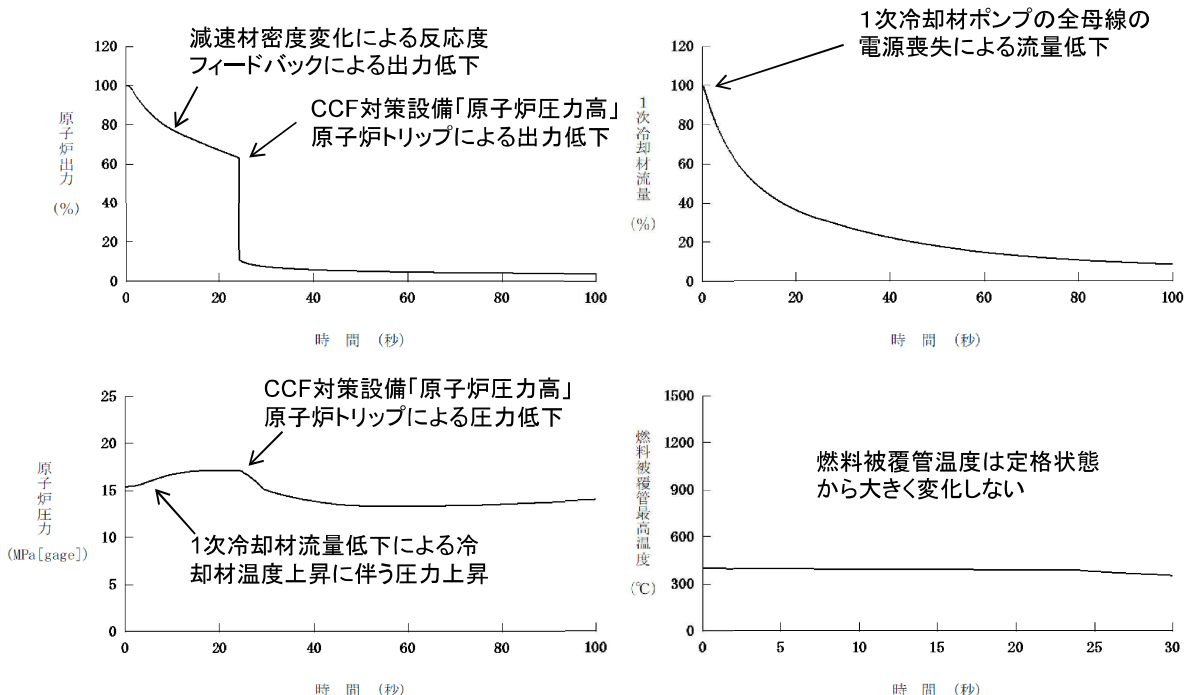 減速材密度変化による反応度
フィードバックによる出力低下
CCF対策設備「原子炉圧力高」
原子炉トリップによる出力低下
原子炉出力
(%)
120
100
80
60
40
20
0
0 20 40 60 80 100
時 間 (秒)
1次冷却材ポンプの全母線の
電源喪失による流量低下
1次冷却材流量
(%)
120
100
80
60
40
20
0
0 20 40 60 80 100
時 間 (秒)
CCF対策設備「原子炉圧力高」
原子炉トリップによる圧力低下
原子炉圧力
(MPa[gage])
25
20
15
10
5
0
0 20 40 60 80 100
1次冷却材流量低下による冷
却材温度上昇に伴う圧力上昇
時 間 (秒)
燃料被覆管最高温度
(℃)
1500
1200
900
600
300
0
0 5 10 15 20 25 30
燃料被覆管温度は定格状態
から大きく変化しない
時 間 (秒)